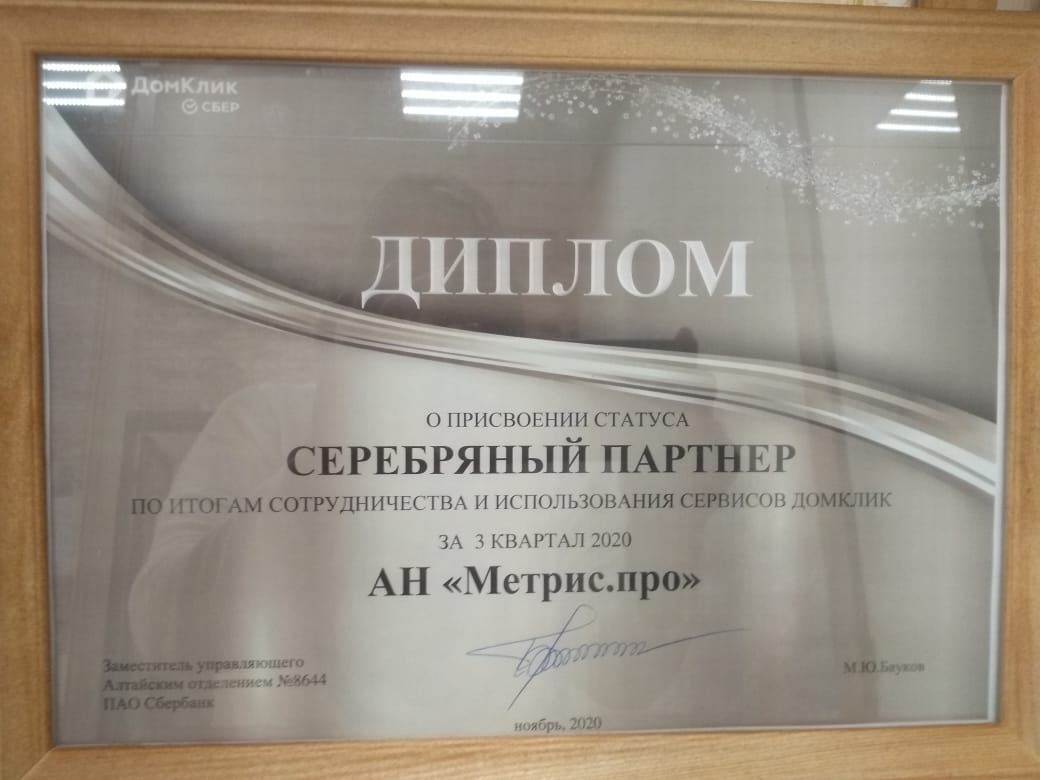 ДомКлик
СБЕР
ДИПЛОМ
О ПРИСВОЕНИИ СТАТУСА
СЕРЕБРЯНЫЙ ПАРТНЕР
ПО ИТОГАМ СОТРУДНИЧЕСТВА И ИСПОЛЬЗОВАНИЯ СЕРВИСОВ ДОМКЛИК
ЗА 3 КВАРТАЛ 2020
АН «Метрис.про»
Заместитель управляющего
Алтайским отделением №8644
ПАО Сбербанк
М.Ю.Бауков
ноябрь, 2020